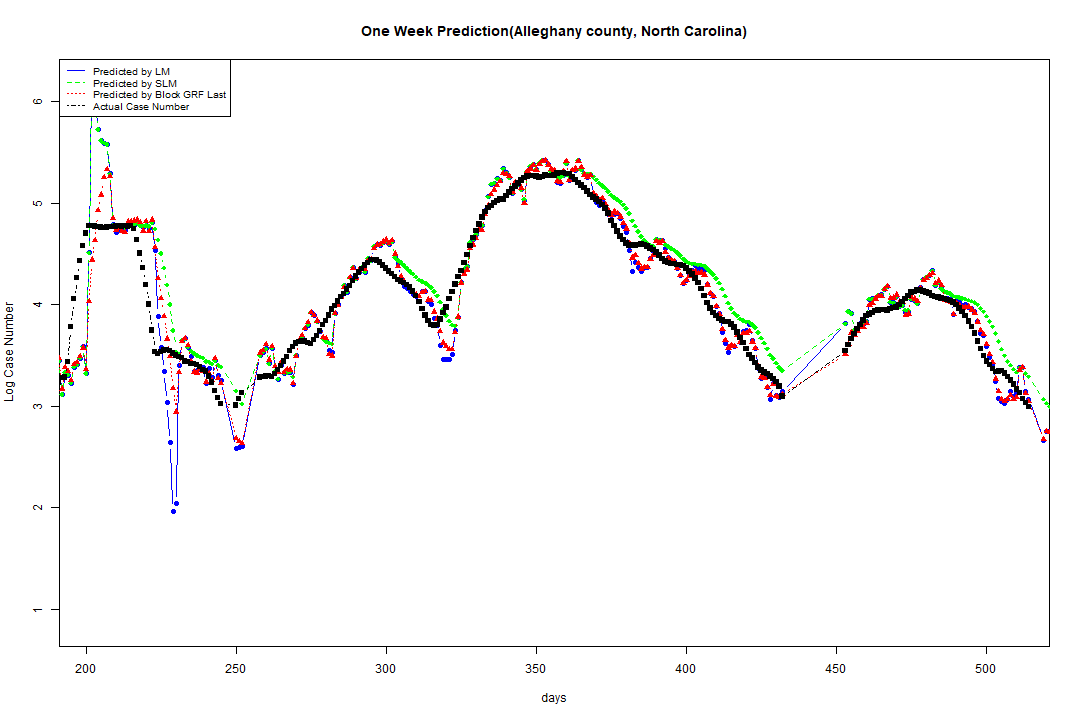 One Week Prediction(Alleghany county, North Carolina)
Predicted by LM
Predicted by SLM
Predicted by Block GRF Last
Actual Case Number
Log Case Number
6
5
4
3
2
1
200 250 300 350 400 450 500
days